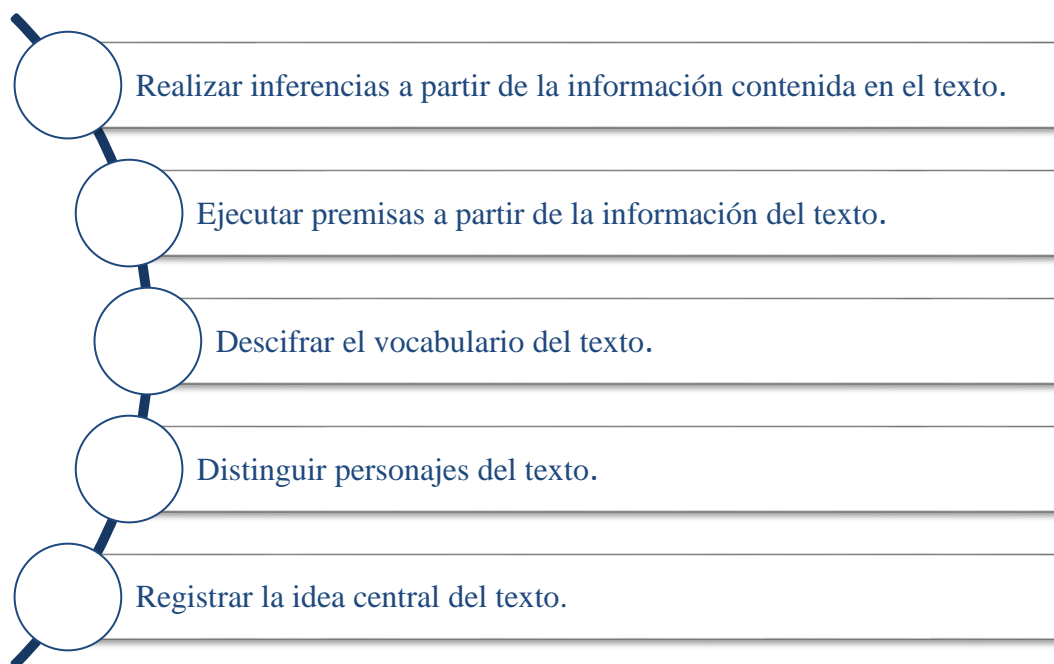 Realizar inferencias a partir de la información contenida en el texto.
Ejecutar premisas a partir de la información del texto.
Descifrar el vocabulario del texto.
Distinguir personajes del texto.
Registrar la idea central del texto.